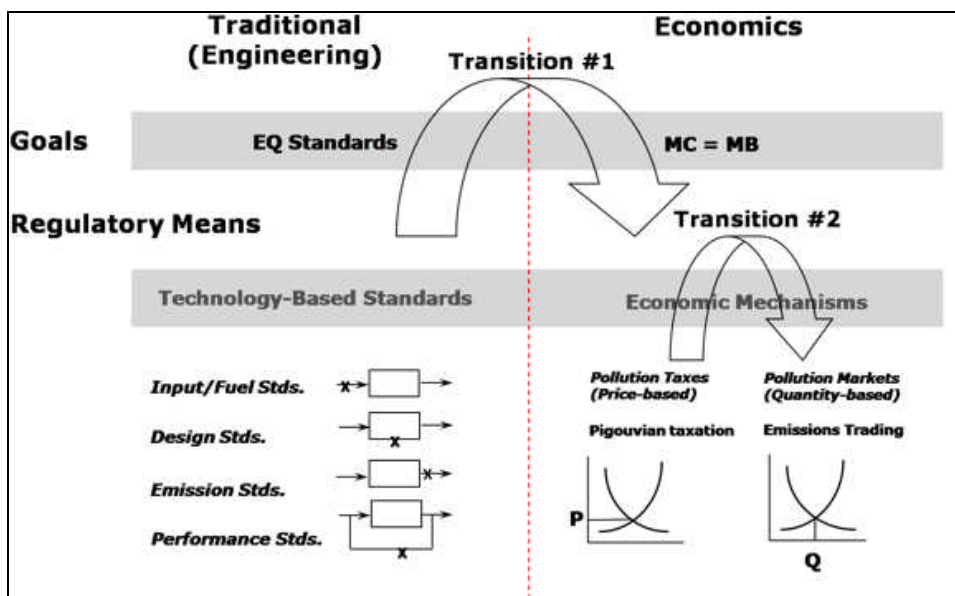 Traditional
(Engineering)
Economics
Transition #1
Goals
EQ Standards
MC = MB
Regulatory Means
Transition #2
Technology-Based Standards
Economic Mechanisms
Input/Fuel Stds.
x
Design Stds.
x
Emission Stds.
x
Performance Stds.
x
Pollution Taxes
(Price-based)
Pollution Markets
(Quantity-based)
Pigouvian taxation
Emissions Trading
P
Q